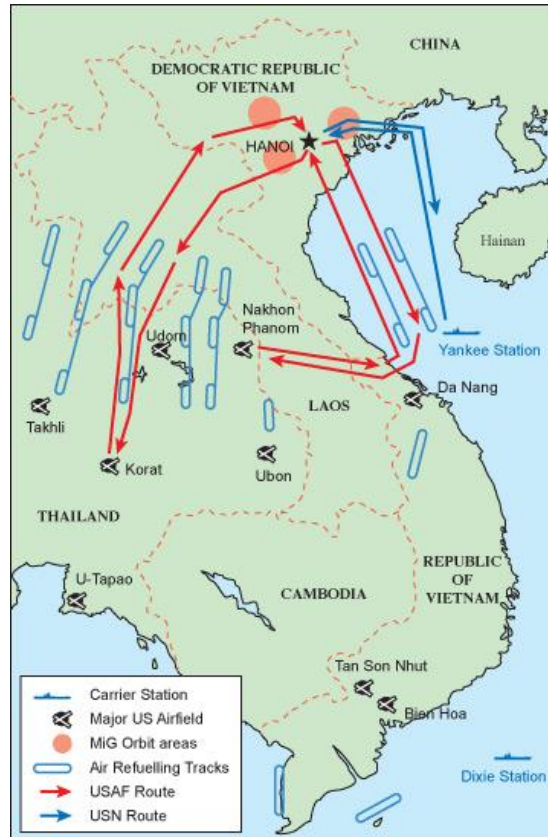 CHINA
DEMOCRATIC REPUBLIC
OF VIETNAM
HANOI
Hainan
Nakhon
Phanom
Udorn
Yankee Station
Takhli
LAOS
Da Nang
Korat
Ubon
THAILAND
REPUBLIC
OF
VIETNAM
U-Tapao
CAMBODIA
Tan Son Nhut
Bien Hoa
Carrier Station
Major US Airfield
MiG Orbit areas
Air Refuelling Tracks
USAF Route
USN Route
Dixie Station